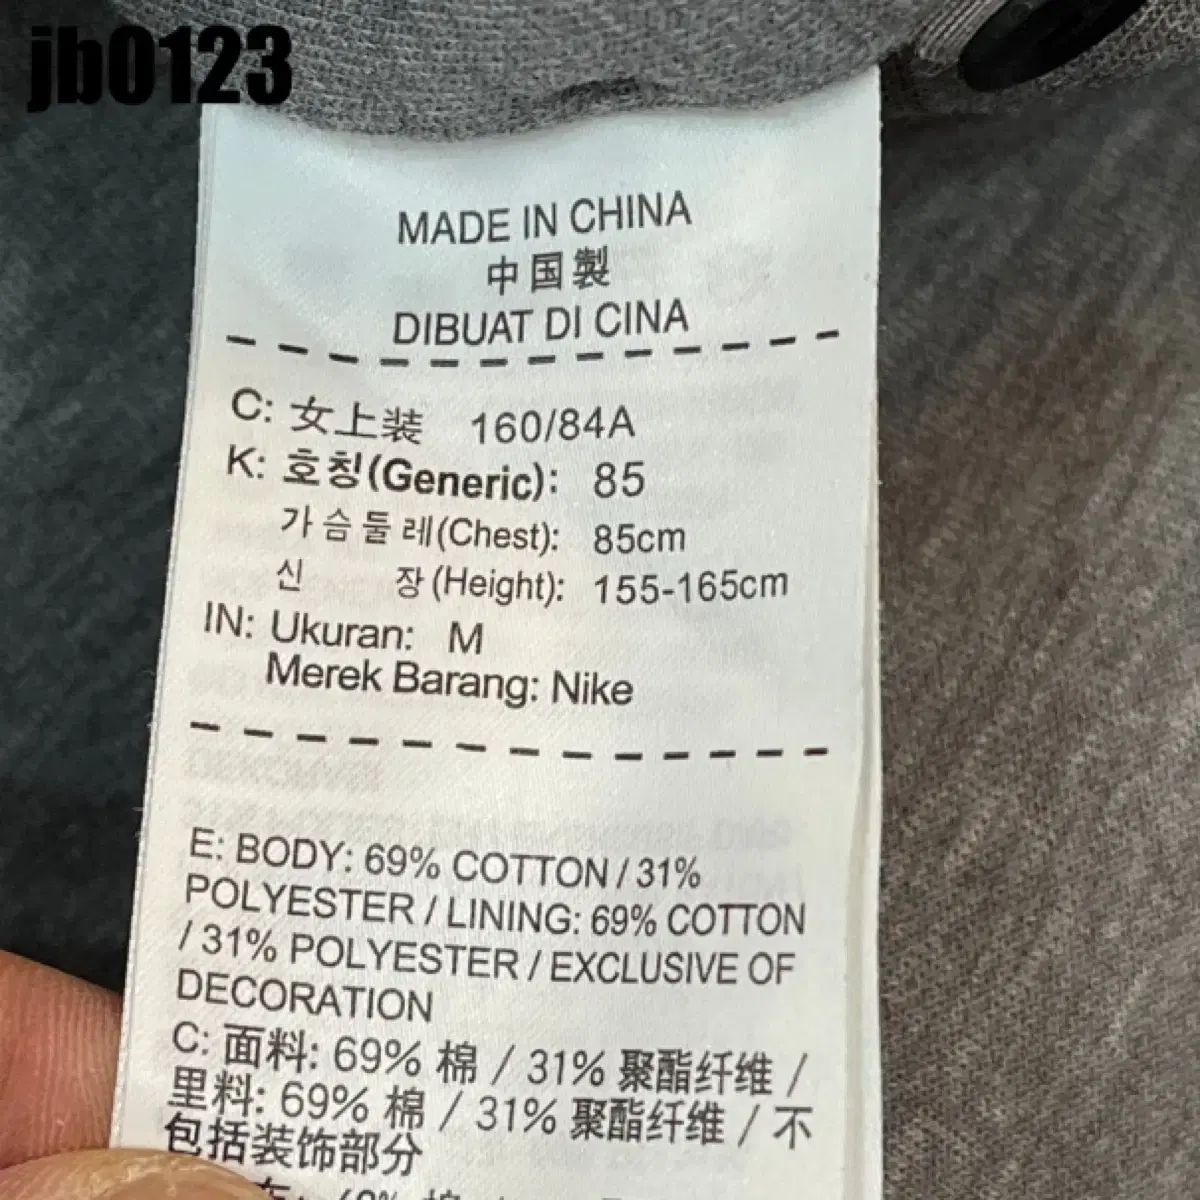 jb0123
MADE IN CHINA
中国製
DIBUAT DI CINA
C: 女上装 160/84A
K: 호칭(Generic): 85
가슴둘레(Chest): 85cm
신 장(Height): 155-165cm
IN: Ukuran: M
Merek Barang: Nike
E: BODY: 69% COTTON / 31%
POLYESTER / LINING: 69% COTTON
/ 31% POLYESTER / EXCLUSIVE OF
DECORATION
C: 面料: 69% 棉 / 31% 聚酯纤维 /
里料: 69% 棉 / 31% 聚酯纤维 / 不
包括装饰部分